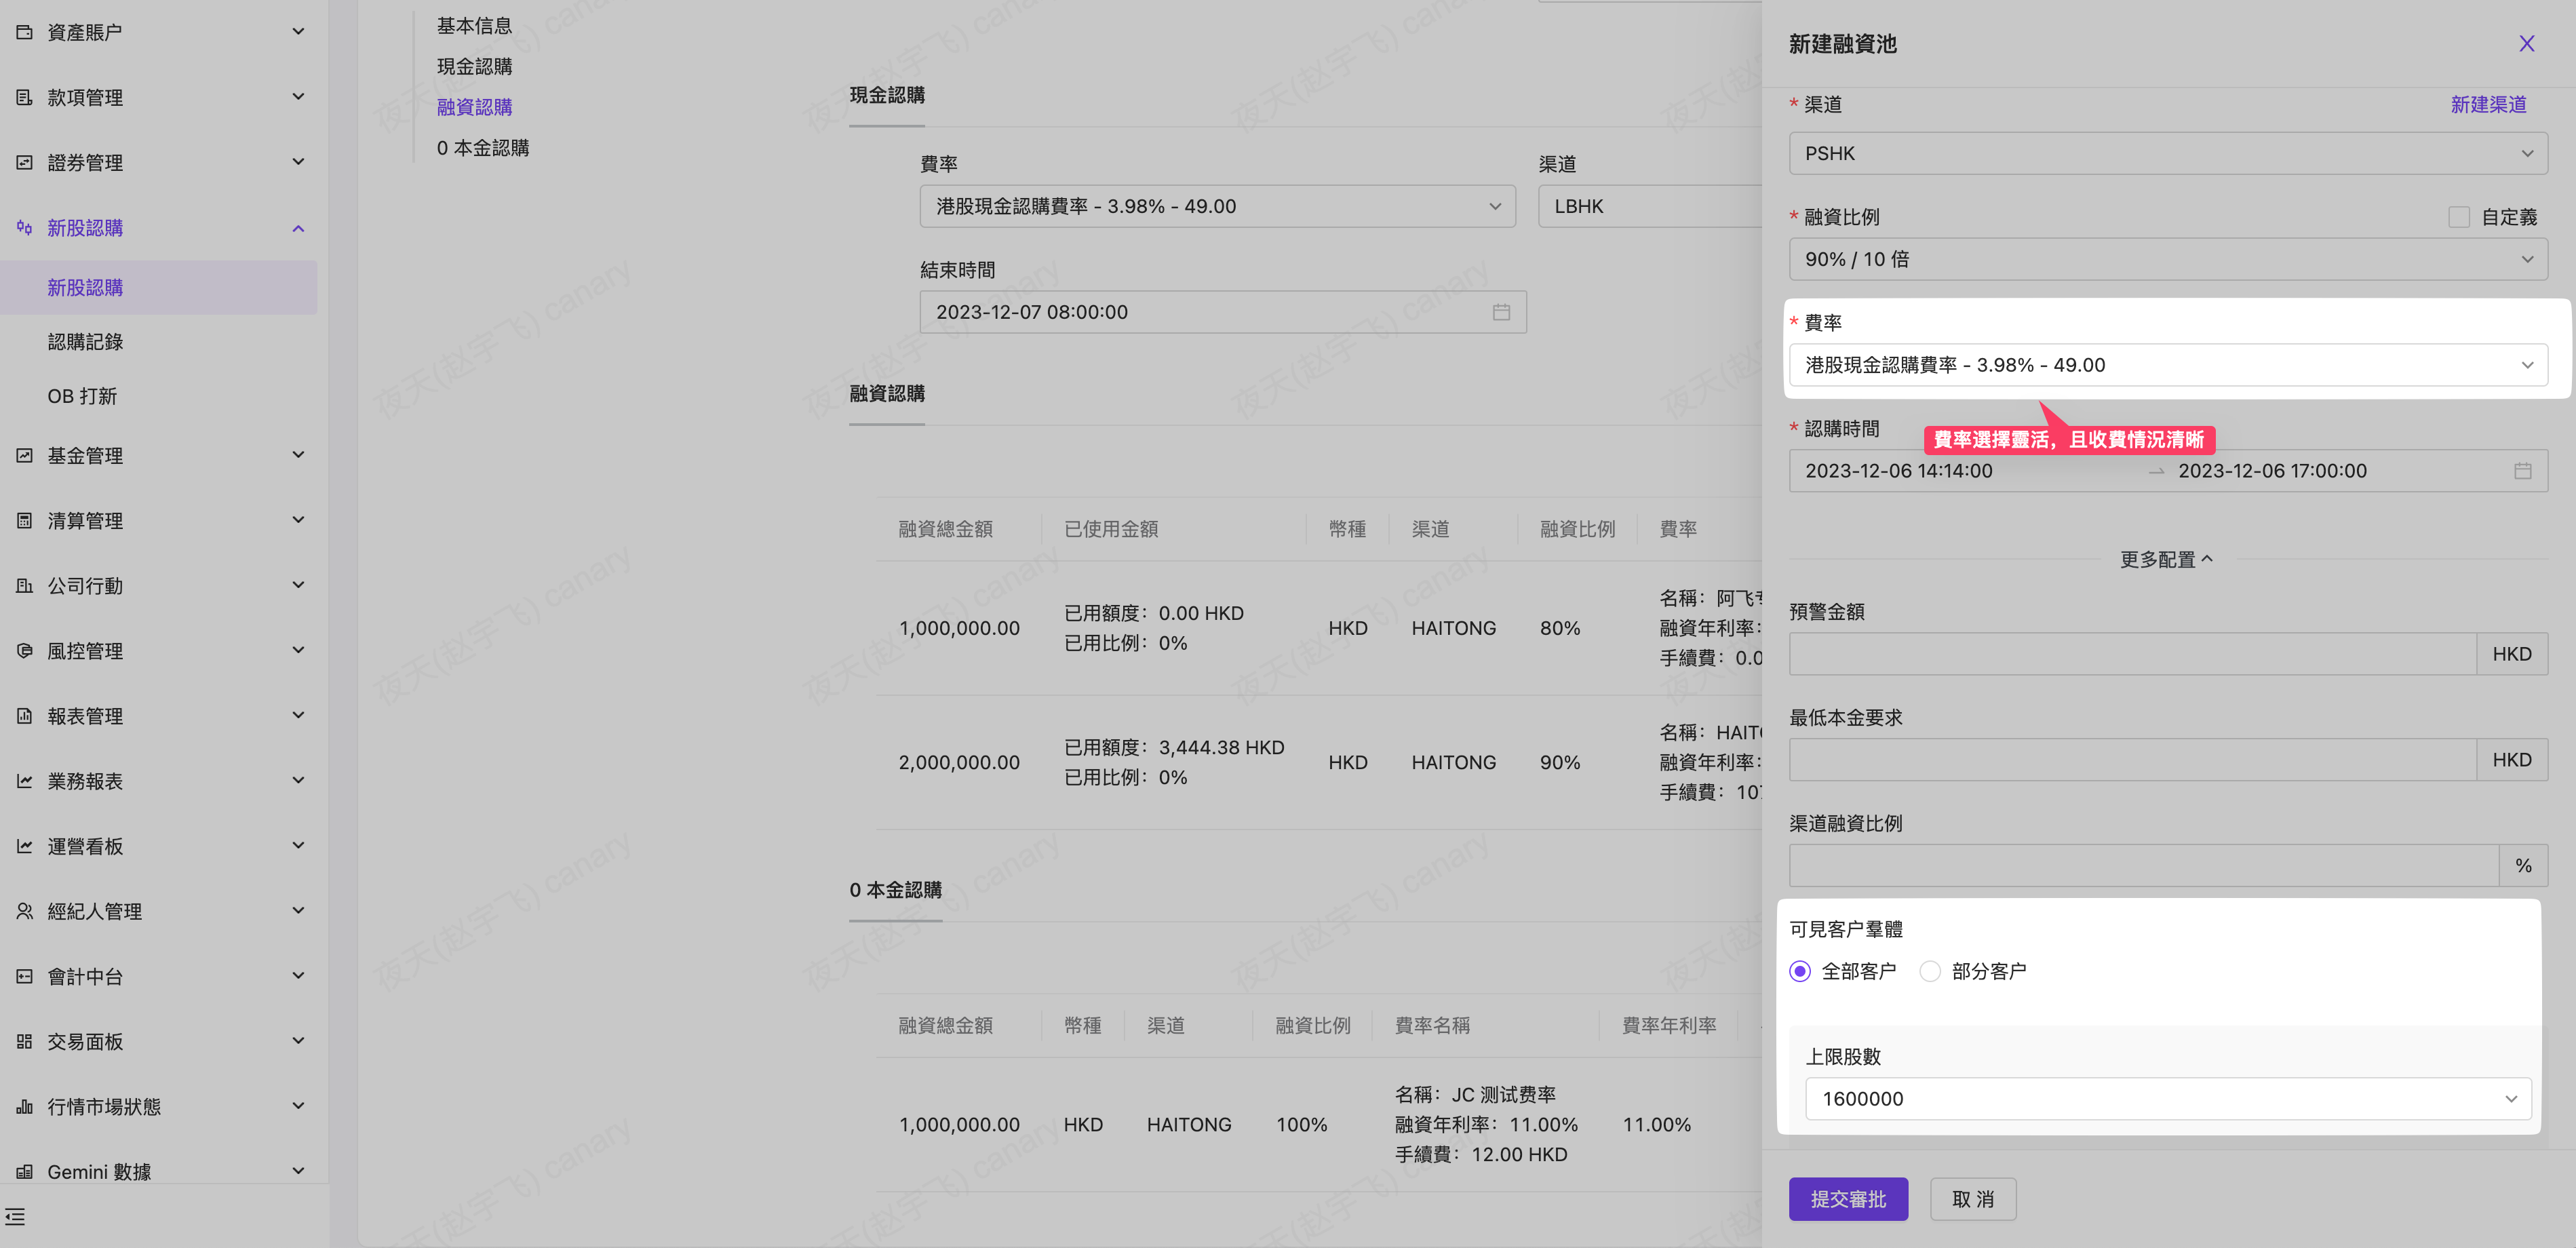 資產賬户
款項管理
證券管理
新股認購
新股認購
認購記錄
OB 打新
基金管理
清算管理
公司行動
風控管理
報表管理
業務報表
運營看板
經紀人管理
會計中台
交易面板
行情市場狀態
Gemini 數據
基本信息
現金認購
融資認購
0 本金認購
現金認購
費率
渠道
港股現金認購費率 - 3.98% - 49.00
LBHK
結束時間
2023-12-07 08:00:00
融資認購
融資總金額 已使用金額 幣種 渠道 融資比例 費率
1,000,000.00
已用額度：0.00 HKD
已用比例：0%
HKD HAITONG 80%
名稱：阿飞
融資年利率：
手續費：0.0
2,000,000.00
已用額度：3,444.38 HKD
已用比例：0%
HKD HAITONG 90%
名稱：HAIT
融資年利率：
手續費：107
0 本金認購
融資總金額 幣種 渠道 融資比例 費率名稱 費率年利率
1,000,000.00 HKD HAITONG 100%
名稱：JC 测试费率
融資年利率：11.00%
手續費：12.00 HKD
11.00%
新建融資池
* 渠道
新建渠道
PSHK
* 融資比例
自定義
90% / 10 倍
* 費率
港股現金認購費率 - 3.98% - 49.00
* 認購時間
費率選擇靈活，且收費情況清晰
2023-12-06 14:14:00 → 2023-12-06 17:00:00
更多配置
預警金額
HKD
最低本金要求
HKD
渠道融資比例
%
可見客户羣體
全部客户 部分客户
上限股數
1600000
提交審批
取 消
夜天(赵宇飞) canary